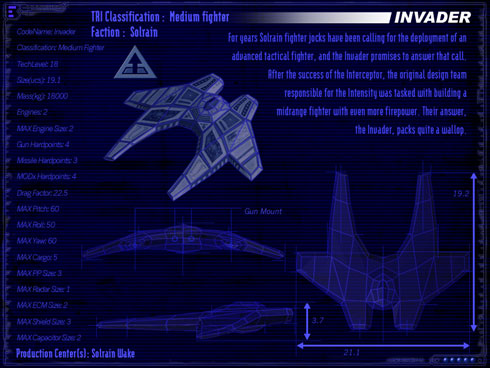 TRI Classification : Medium fighter
Faction : Solrain
INVADER
CodeName: Invader
Classification: Medium Fighter
TechLevel: 18
Size(ucs): 19.1
Mass(kg): 18000
Engines: 2
MAX Engine Size: 2
Gun Hardpoints: 4
Missile Hardpoints: 3
MODx Hardpoints: 4
Drag Factor: 22.5
MAX Pitch: 60
MAX Roll: 50
MAX Yaw: 60
MAX Cargo: 5
MAX PP Size: 3
MAX Radar Size: 1
MAX ECM Size: 2
MAX Shield Size: 3
MAX Capacitor Size: 2
Production Center(s): Solrain Wake
For years Solrain fighter jocks have been calling for the deployment of an
advanced tactical fighter, and the Invader promises to answer that call.
After the success of the Interceptor, the original design team
responsible for the Intensity was tasked with building a
midrange fighter with even more firepower. Their answer,
the Invader, packs quite a wallop.
Gun Mount
19.2
3.7
21.1